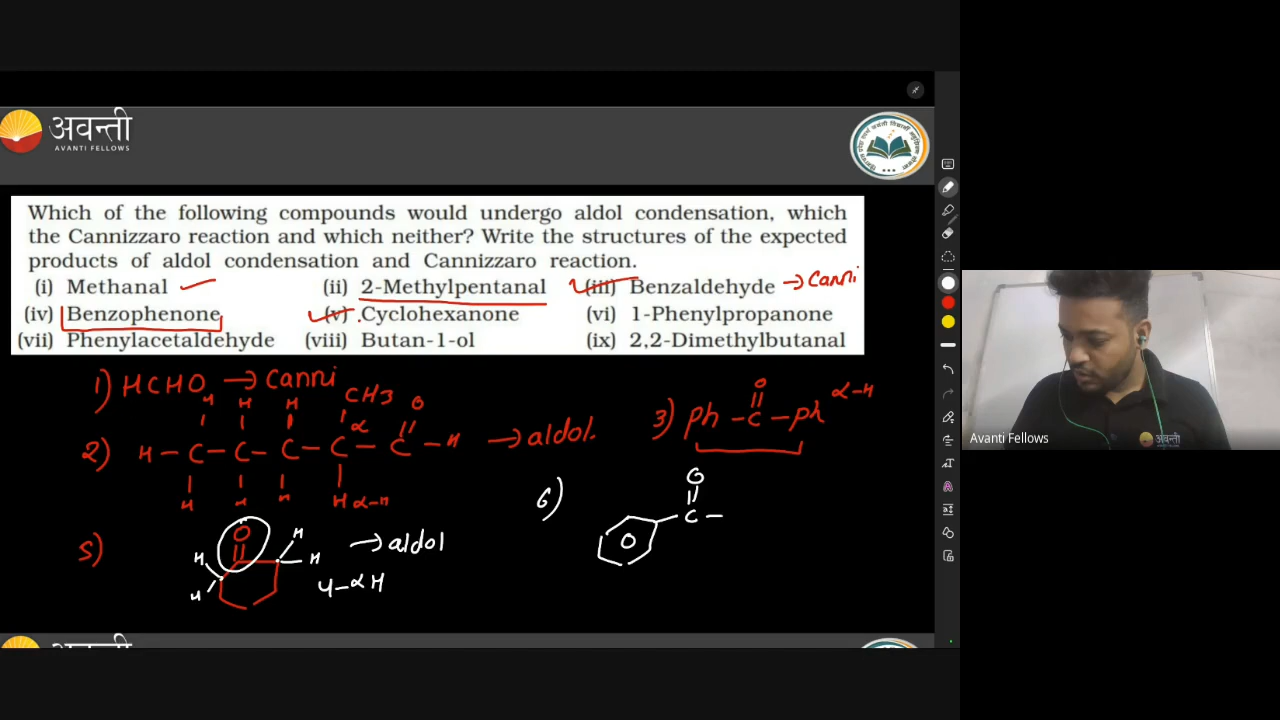 अवन्ती
AVANTI FELLOWS
Which of the following compounds would undergo aldol condensation, which
the Cannizzaro reaction and which neither? Write the structures of the expected
products of aldol condensation and Cannizzaro reaction.
(i) Methanal (ii) 2-Methylpentanal (iii) Benzaldehyde → Canni
(iv) Benzophenone (v) Cyclohexanone (vi) 1-Phenylpropanone
(vii) Phenylacetaldehyde (viii) Butan-1-ol (ix) 2,2-Dimethylbutanal
1) HCHO → Canni
CH3 O
H H H
2) H – C – C – C – C – C – H → aldol.
α
H H H H α-H
3) ph – C – ph α-H
O
5) O
H H
H H
→ aldol
4-αH
6) O
C –
O
अवन्ती
Avanti Fellows